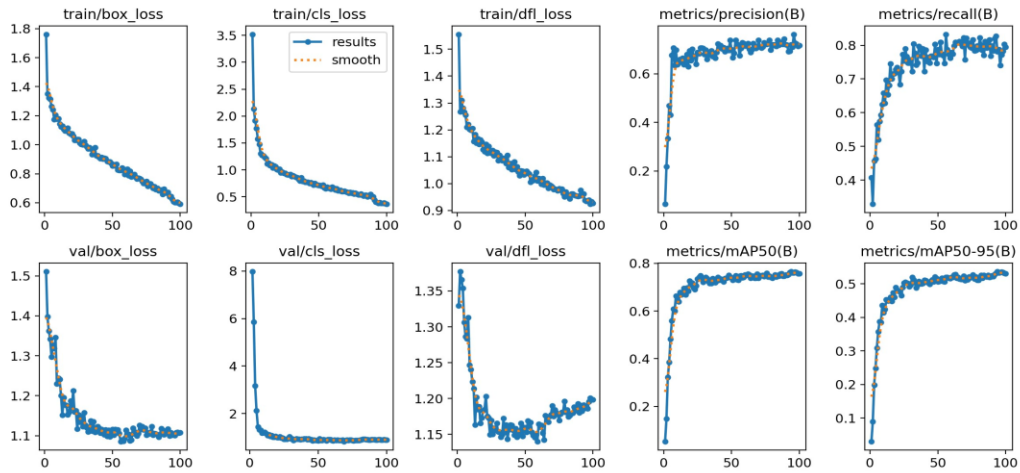 train/box_loss
train/cls_loss
train/dfl_loss
metrics/precision(B)
metrics/recall(B)
1.8
1.6
1.4
1.2
1.0
0.8
0.6
0 50 100
3.5
3.0
2.5
2.0
1.5
1.0
0.5
0 50 100
results
smooth
1.5
1.4
1.3
1.2
1.1
1.0
0.9
0 50 100
0.6
0.4
0.2
0 50 100
0.8
0.7
0.6
0.5
0.4
0 50 100
val/box_loss
val/cls_loss
val/dfl_loss
metrics/mAP50(B)
metrics/mAP50-95(B)
1.5
1.4
1.3
1.2
1.1
0 50 100
8
6
4
2
0 50 100
1.35
1.30
1.25
1.20
1.15
0 50 100
0.8
0.6
0.4
0.2
0 50 100
0.5
0.4
0.3
0.2
0.1
0 50 100